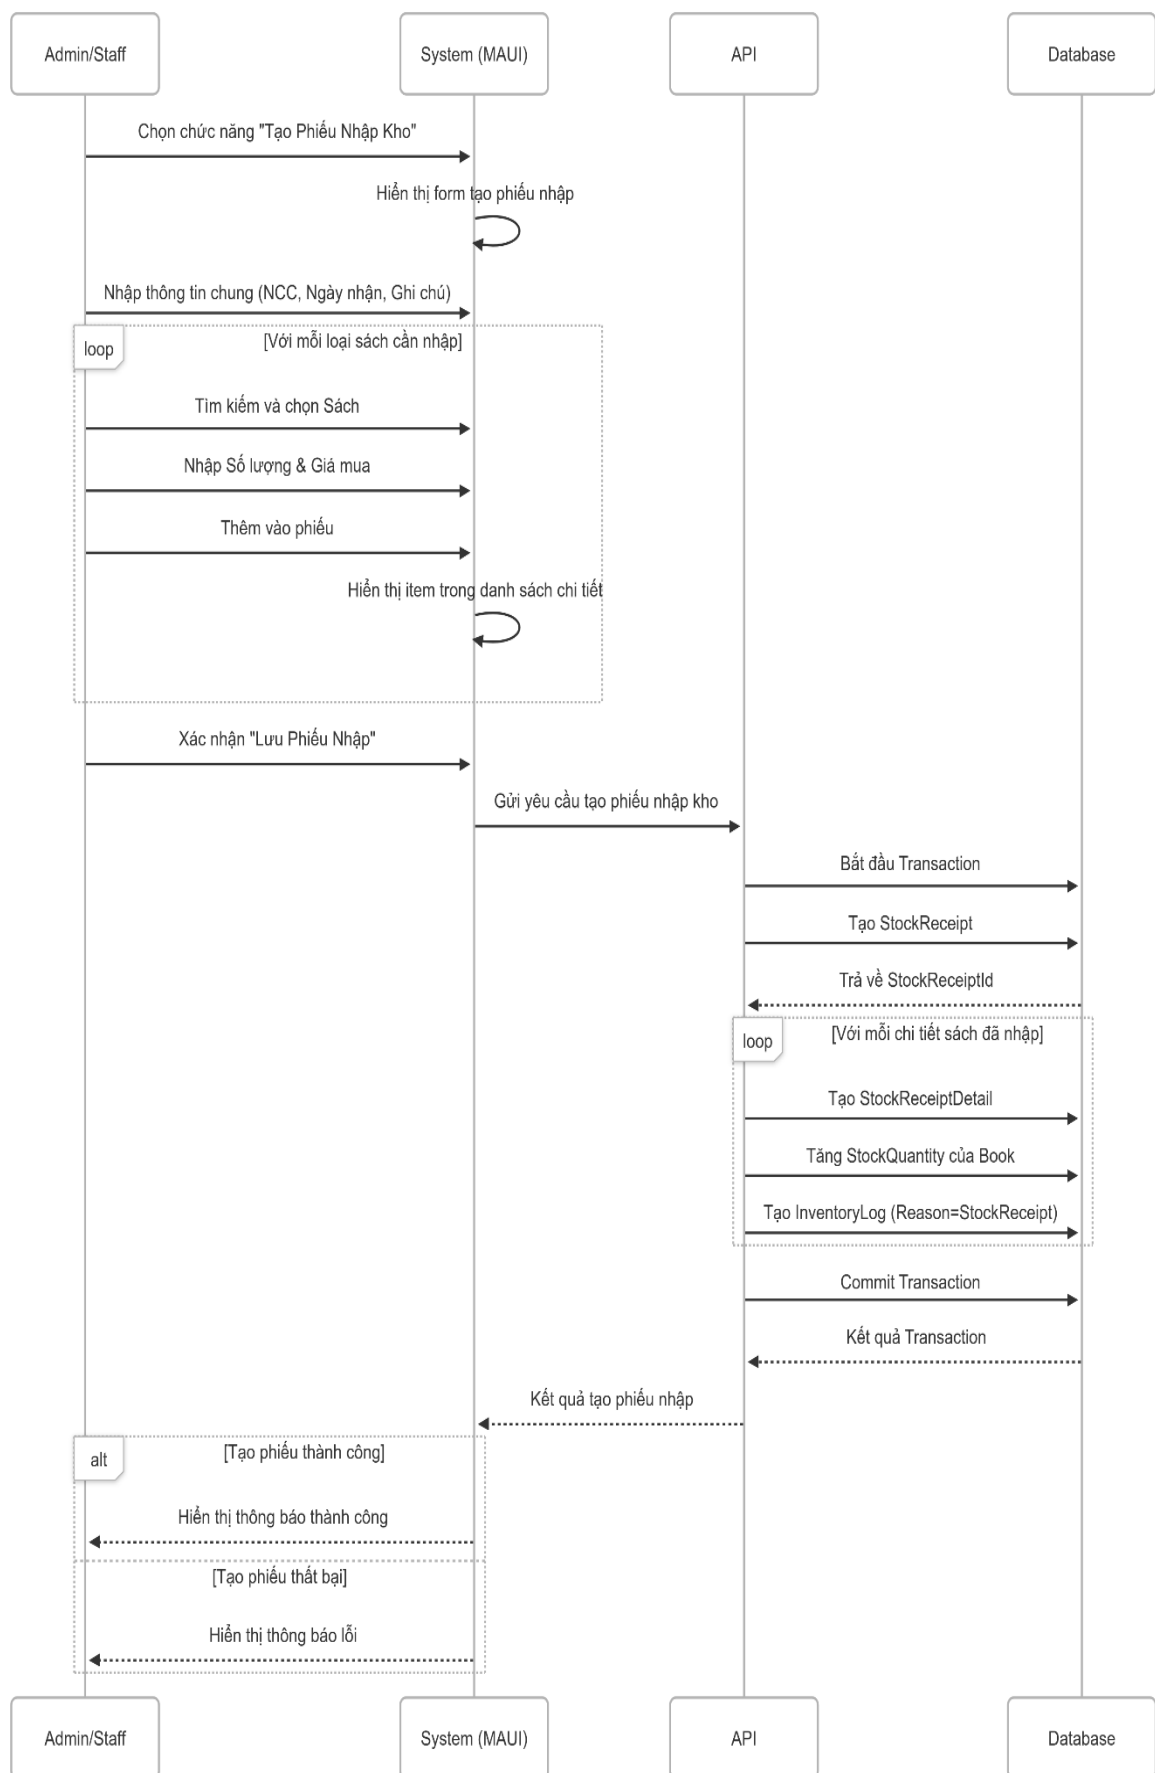 Admin/Staff
System (MAUI)
API
Database
Chọn chức năng "Tạo Phiếu Nhập Kho"
Hiển thị form tạo phiếu nhập
Nhập thông tin chung (NCC, Ngày nhận, Ghi chú)
loop
[Với mỗi loại sách cần nhập]
Tìm kiếm và chọn Sách
Nhập Số lượng & Giá mua
Thêm vào phiếu
Hiển thị item trong danh sách chi tiết
Xác nhận "Lưu Phiếu Nhập"
Gửi yêu cầu tạo phiếu nhập kho
Bắt đầu Transaction
Tạo StockReceipt
Trả về StockReceiptId
loop
[Với mỗi chi tiết sách đã nhập]
Tạo StockReceiptDetail
Tăng StockQuantity của Book
Tạo InventoryLog (Reason=StockReceipt)
Commit Transaction
Kết quả Transaction
Kết quả tạo phiếu nhập
alt
[Tạo phiếu thành công]
Hiển thị thông báo thành công
[Tạo phiếu thất bại]
Hiển thị thông báo lỗi
Admin/Staff
System (MAUI)
API
Database